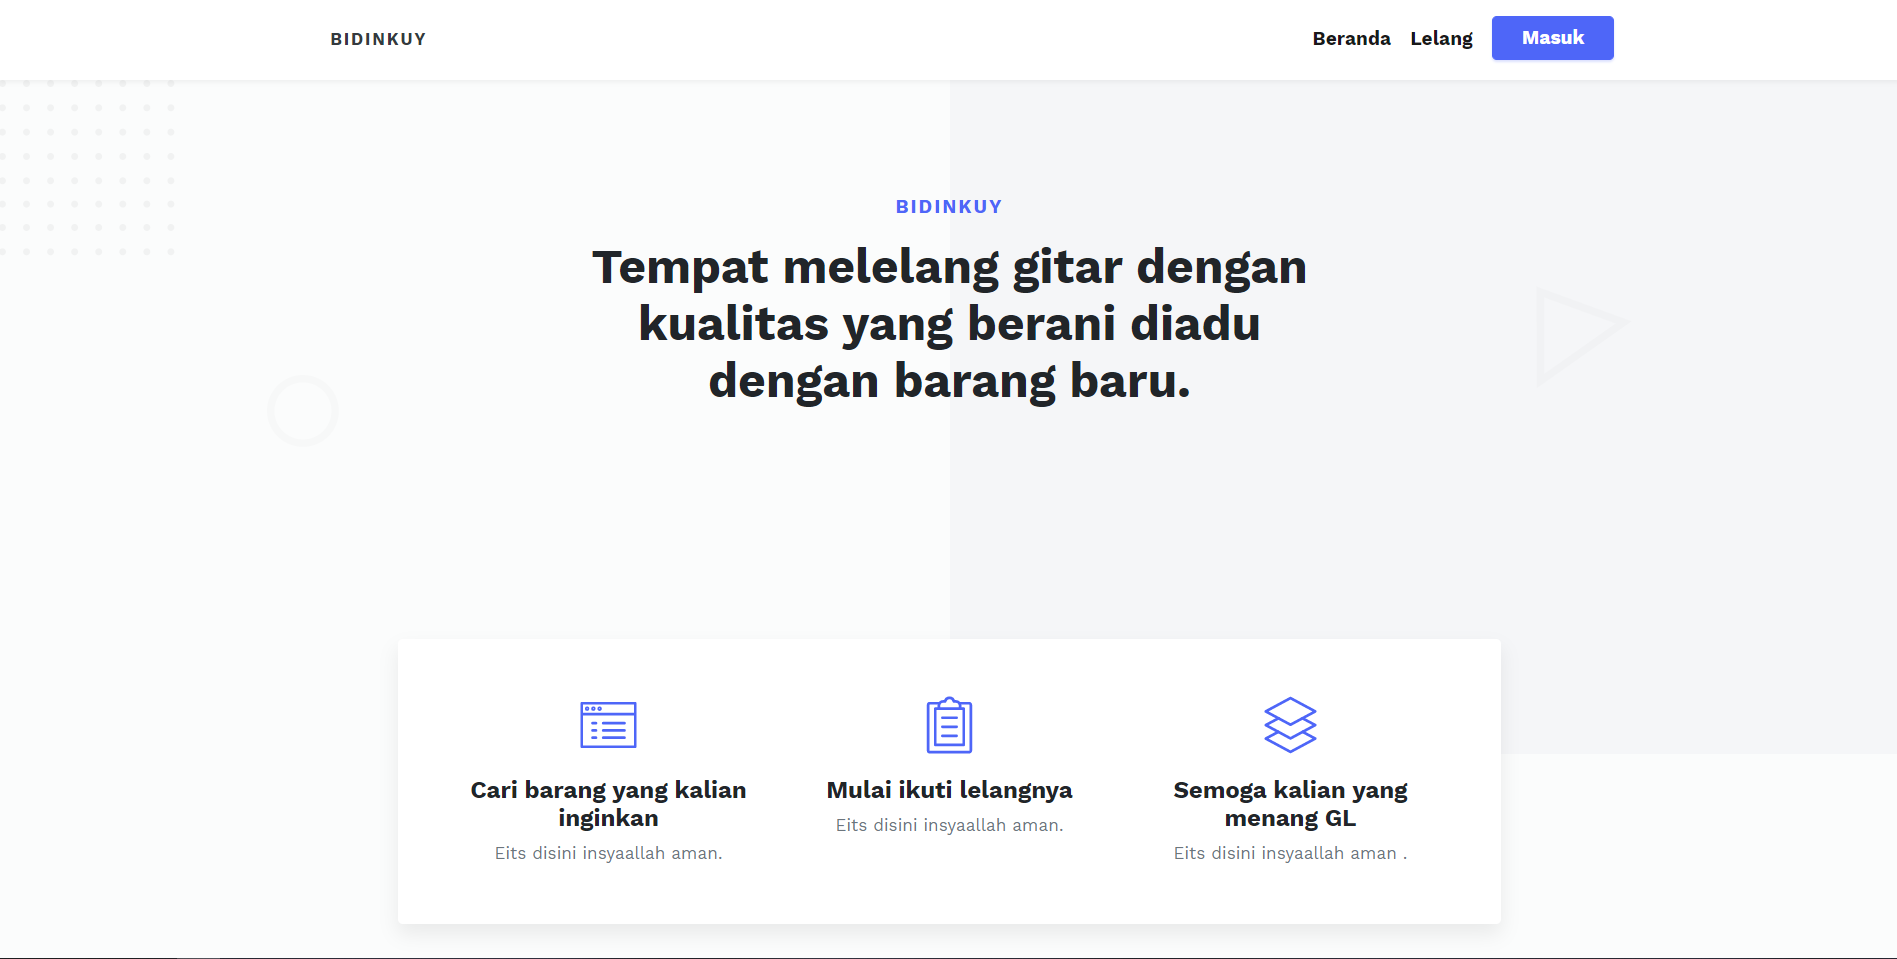 BIDINKUY
Beranda
Lelang
Masuk
BIDINKUY
Tempat melelang gitar dengan
kualitas yang berani diadu
dengan barang baru.
Cari barang yang kalian
inginkan
Eits disini insyaallah aman.
Mulai ikuti lelangnya
Eits disini insyaallah aman.
Semoga kalian yang
menang GL
Eits disini insyaallah aman .